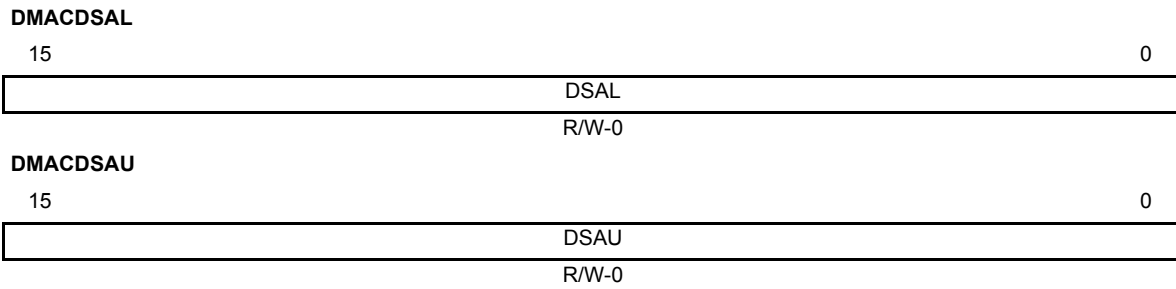 DMACDSAL
15 0
DSAL
R/W-0
DMACDSAU
15 0
DSAU
R/W-0